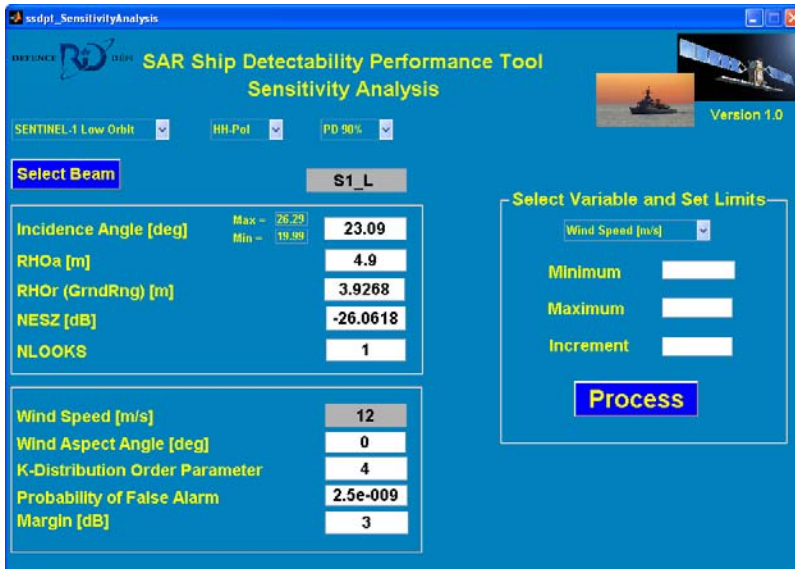 ssdpt_SensitivityAnalysis
DEFENCE R&D DÉFENSE
SAR Ship Detectability Performance Tool
Sensitivity Analysis
Version 1.0
SENTINEL-1 Low Orbit
HH-Pol
PD 90%
Select Beam
S1_L
Incidence Angle [deg] Max = 26.29 Min = 19.99 23.09
RHOa [m] 4.9
RHOr (GrndRng) [m] 3.9268
NESZ [dB] -26.0618
NLOOKS 1
Wind Speed [m/s] 12
Wind Aspect Angle [deg] 0
K-Distribution Order Parameter 4
Probability of False Alarm 2.5e-009
Margin [dB] 3
Select Variable and Set Limits
Wind Speed [m/s]
Minimum
Maximum
Increment
Process